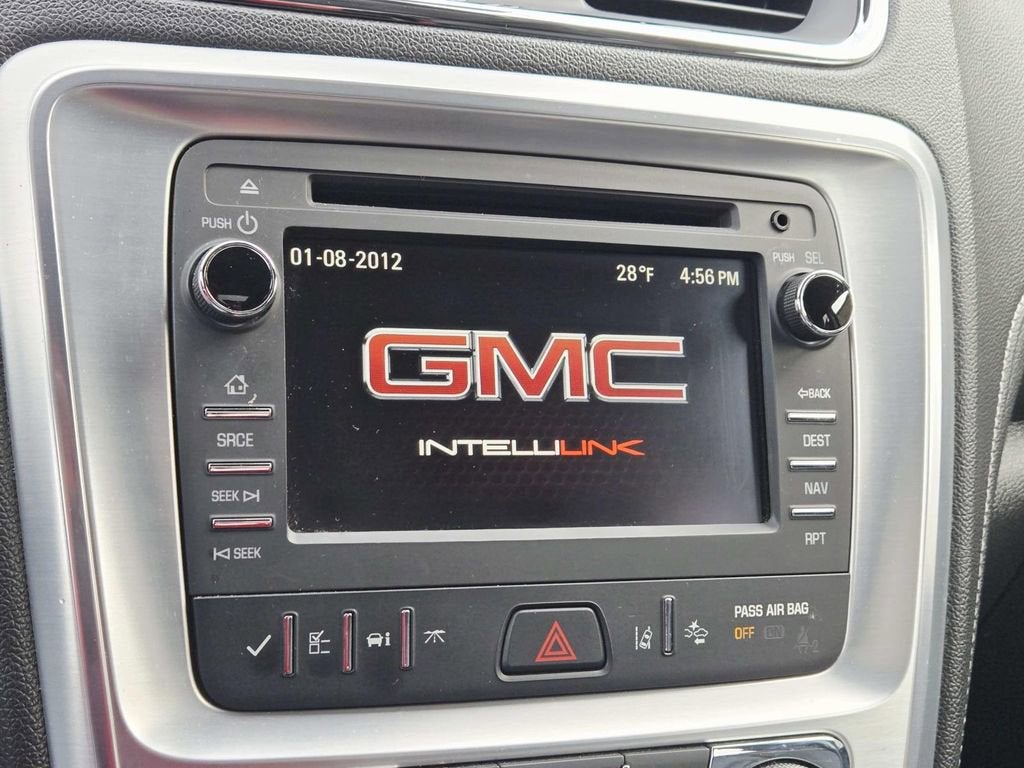 PUSH
01-08-2012
28°F 4:56 PM
PUSH SEL
GMC
INTELLILINK
SRCE
SEEK
SEEK
BACK
DEST
NAV
RPT
PASS AIR BAG
OFF ON
2